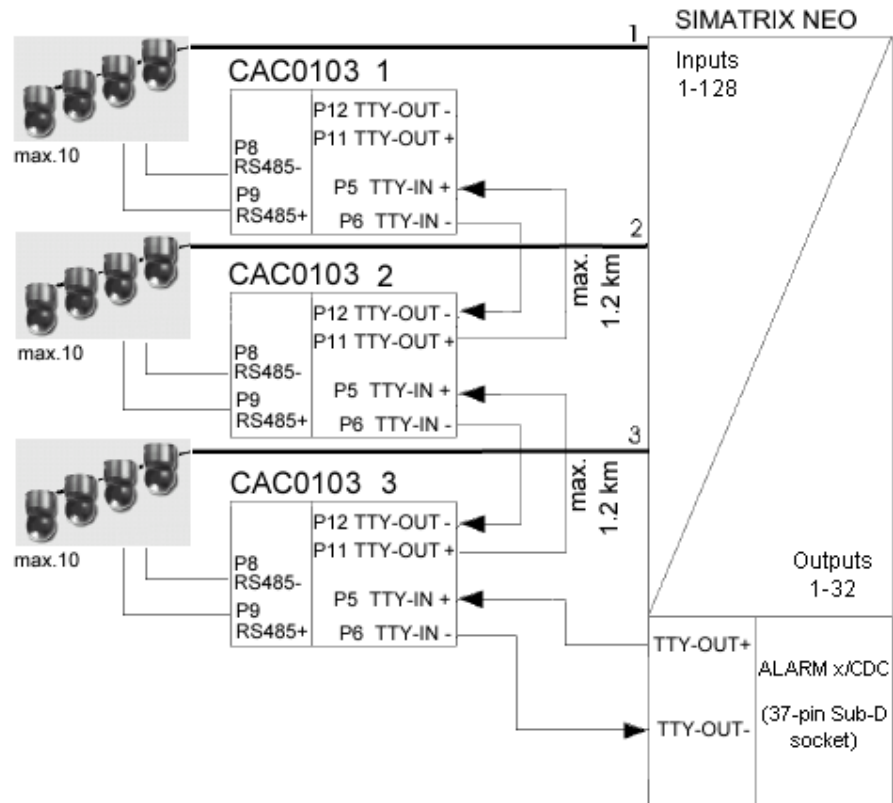 SIMATRIX NEO
1
Inputs
1-128
max.10
CAC0103 1
P12 TTY-OUT -
P11 TTY-OUT +
P8
RS485-
P9
RS485+
P5 TTY-IN +
P6 TTY-IN -
2
max.
1.2 km
max.10
CAC0103 2
P12 TTY-OUT -
P11 TTY-OUT +
P8
RS485-
P9
RS485+
P5 TTY-IN +
P6 TTY-IN -
3
max.
1.2 km
max.10
CAC0103 3
P12 TTY-OUT -
P11 TTY-OUT +
P8
RS485-
P9
RS485+
P5 TTY-IN +
P6 TTY-IN -
Outputs
1-32
TTY-OUT+
TTY-OUT-
ALARM x/CDC
(37-pin Sub-D
socket)